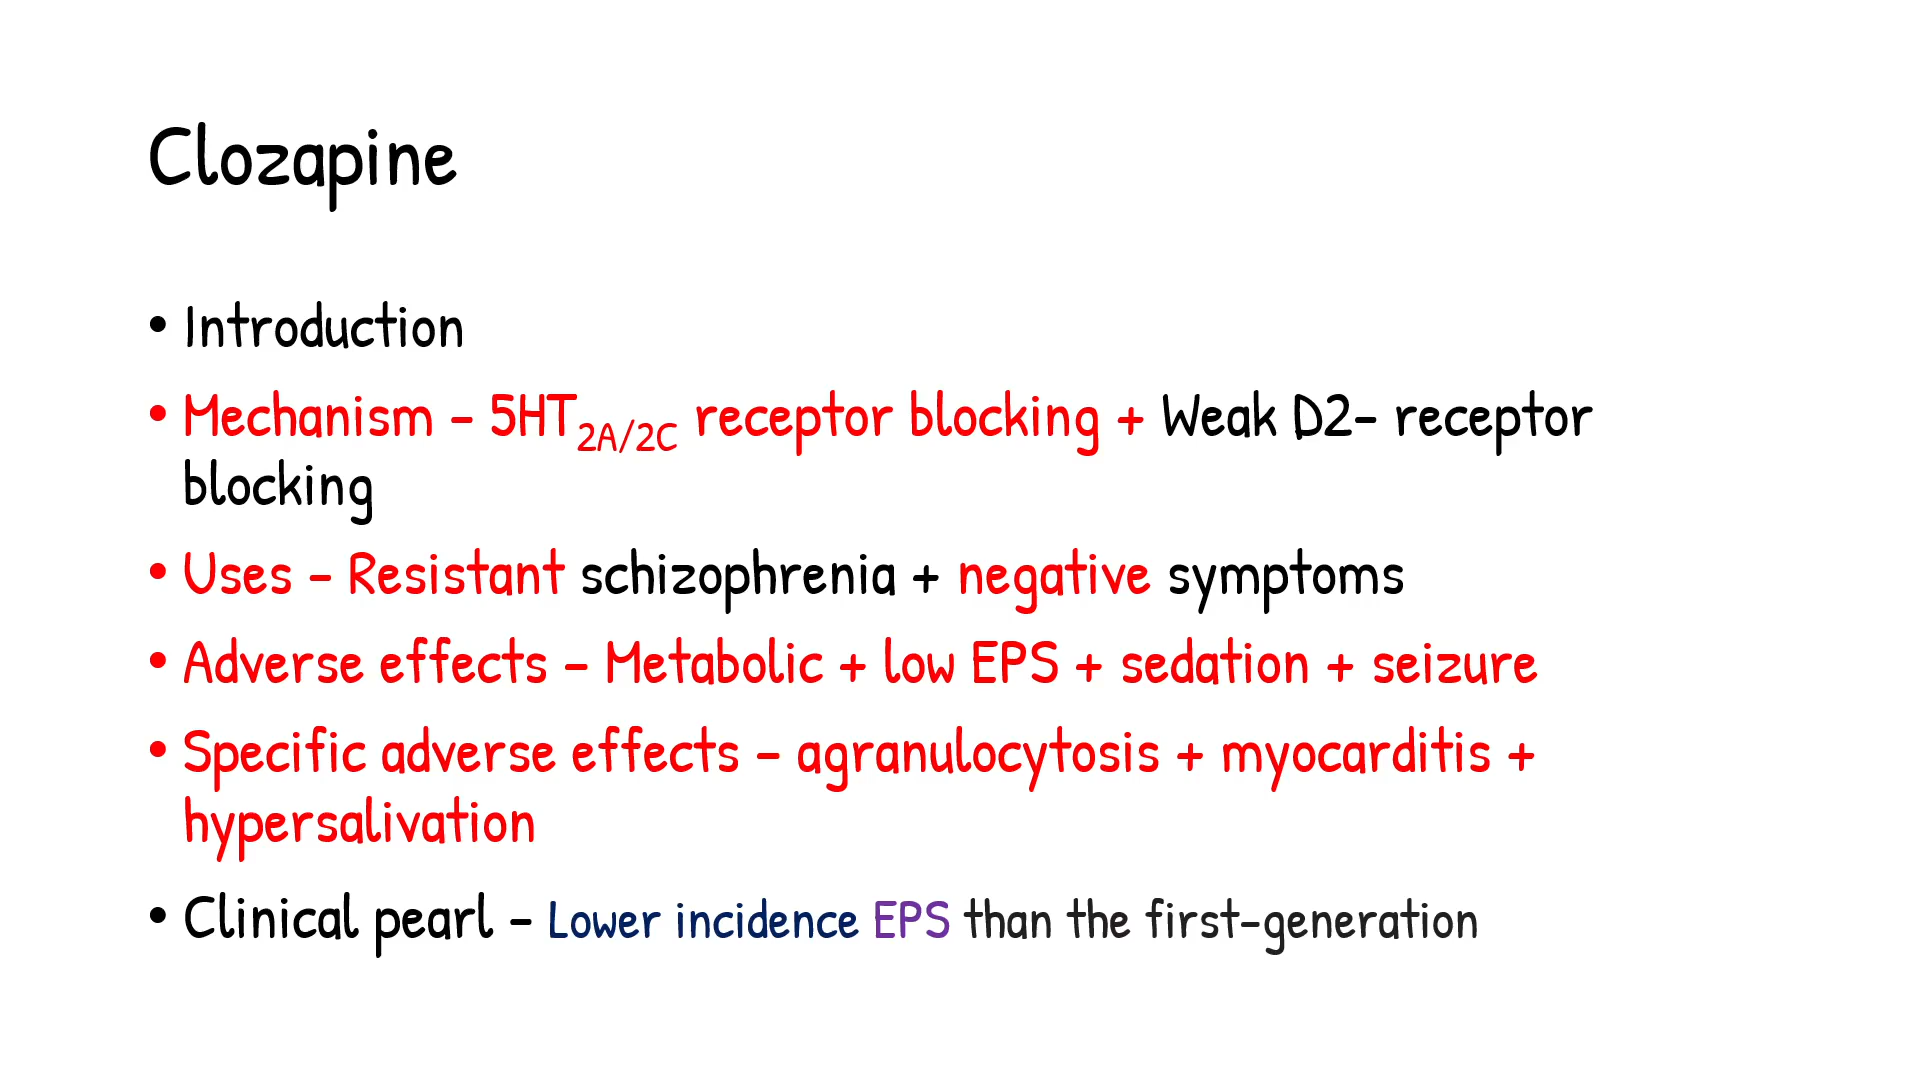 Clozapine
• Introduction
• Mechanism – 5HT2A/2C receptor blocking + Weak D2- receptor
blocking
• Uses – Resistant schizophrenia + negative symptoms
• Adverse effects – Metabolic + low EPS + sedation + seizure
• Specific adverse effects – agranulocytosis + myocarditis +
hypersalivation
• Clinical pearl – Lower incidence EPS than the first-generation